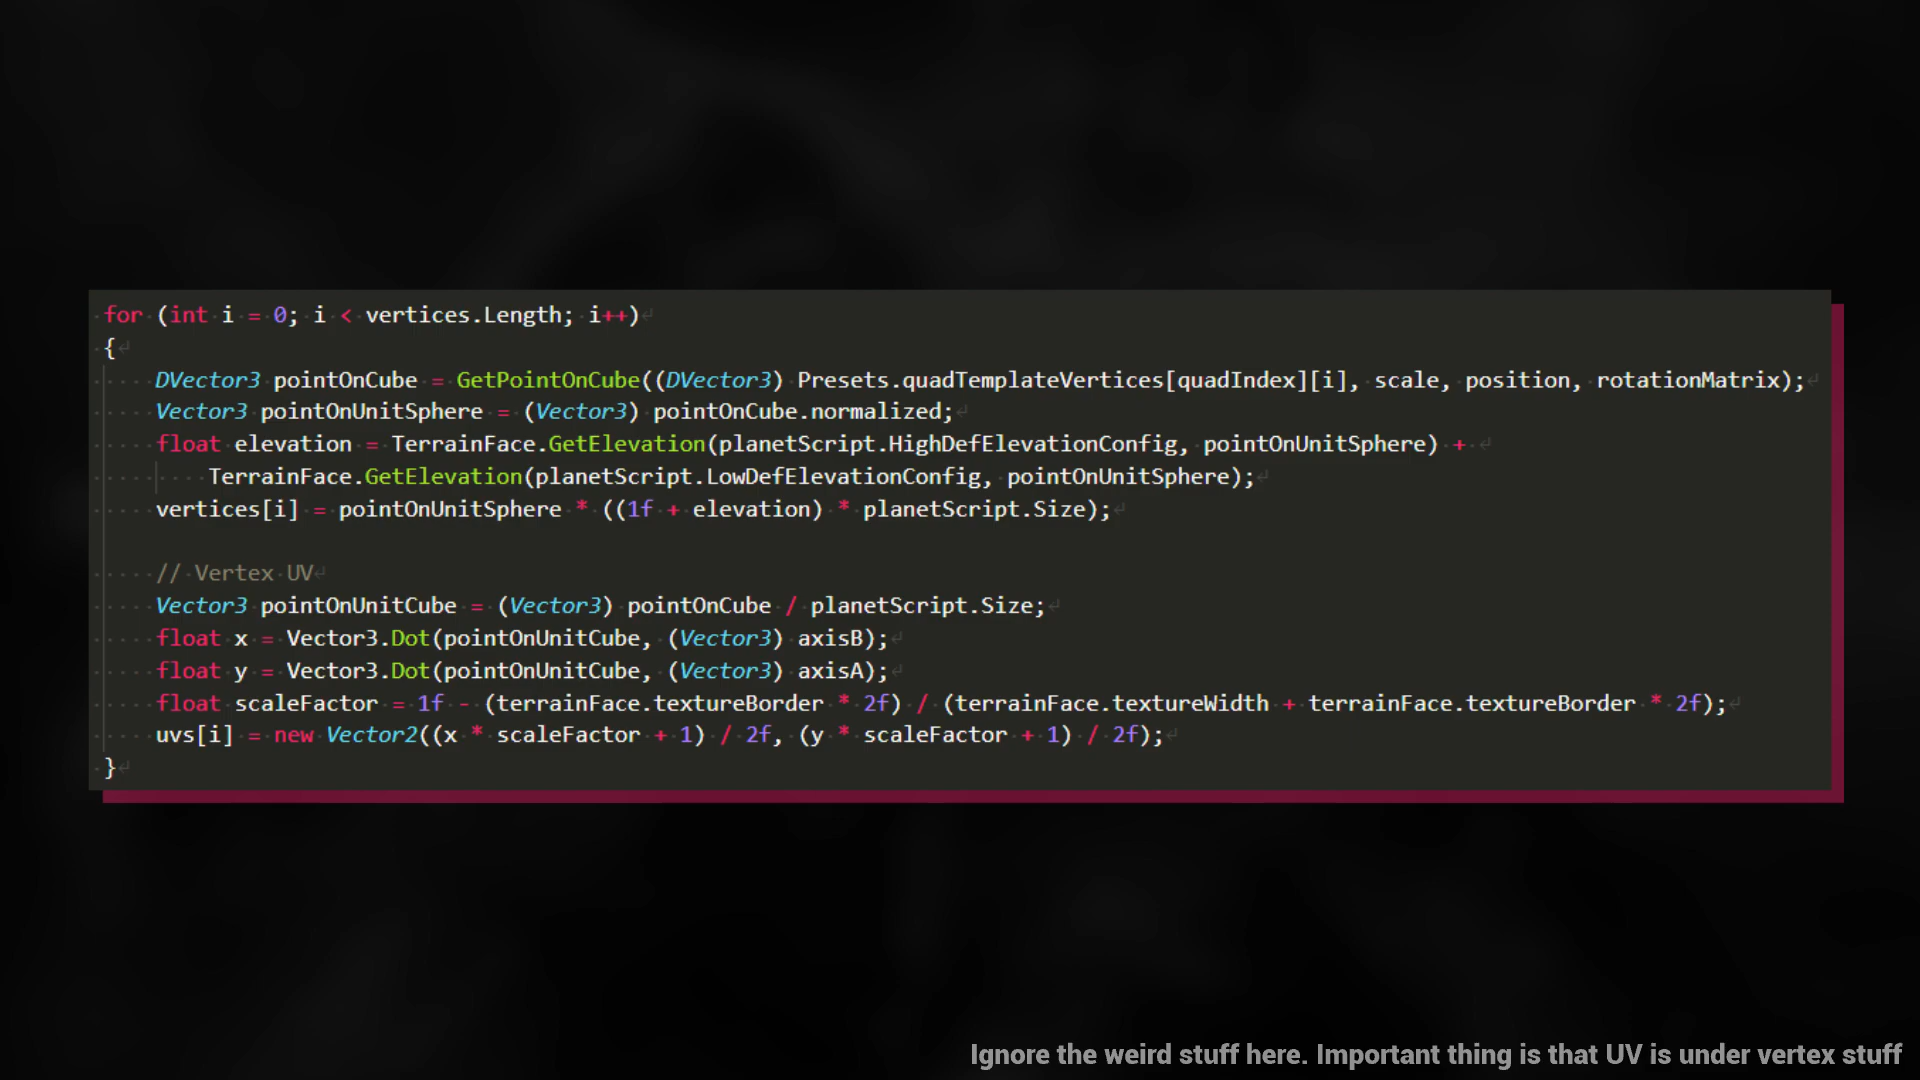 for (int i = 0; i < vertices.Length; i++)
{
DVector3 pointOnCube = GetPointOnCube((DVector3) Presets.quadTemplateVertices[quadIndex][i], scale, position, rotationMatrix);
Vector3 pointOnUnitSphere = (Vector3) pointOnCube.normalized;
float elevation = TerrainFace.GetElevation(planetScript.HighDefElevationConfig, pointOnUnitSphere) +
TerrainFace.GetElevation(planetScript.LowDefElevationConfig, pointOnUnitSphere);
vertices[i] = pointOnUnitSphere * ((1f + elevation) * planetScript.Size);
// Vertex UV
Vector3 pointOnUnitCube = (Vector3) pointOnCube / planetScript.Size;
float x = Vector3.Dot(pointOnUnitCube, (Vector3) axisB);
float y = Vector3.Dot(pointOnUnitCube, (Vector3) axisA);
float scaleFactor = 1f - (terrainFace.textureBorder * 2f) / (terrainFace.textureWidth + terrainFace.textureBorder * 2f);
uvs[i] = new Vector2((x * scaleFactor + 1) / 2f, (y * scaleFactor + 1) / 2f);
}
Ignore the weird stuff here. Important thing is that UV is under vertex stuff